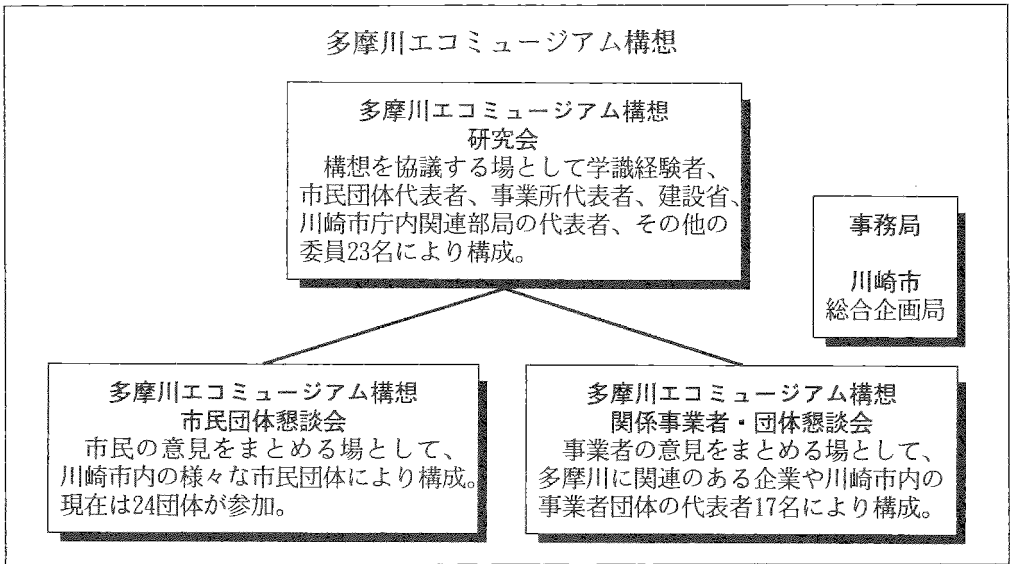 多摩川エコミュージアム構想
多摩川エコミュージアム構想
研究会
構想を協議する場として学識経験者、
市民団体代表者、事業所代表者、建設省、
川崎市庁内関連部局の代表者、その他の
委員23名により構成。
事務局
川崎市
総合企画局
多摩川エコミュージアム構想
市民団体懇談会
市民の意見をまとめる場として、
川崎市内の様々な市民団体により構成。
現在は24団体が参加。
多摩川エコミュージアム構想
関係事業者・団体懇談会
事業者の意見をまとめる場として、
多摩川に関連のある企業や川崎市内の
事業者団体の代表者17名により構成。